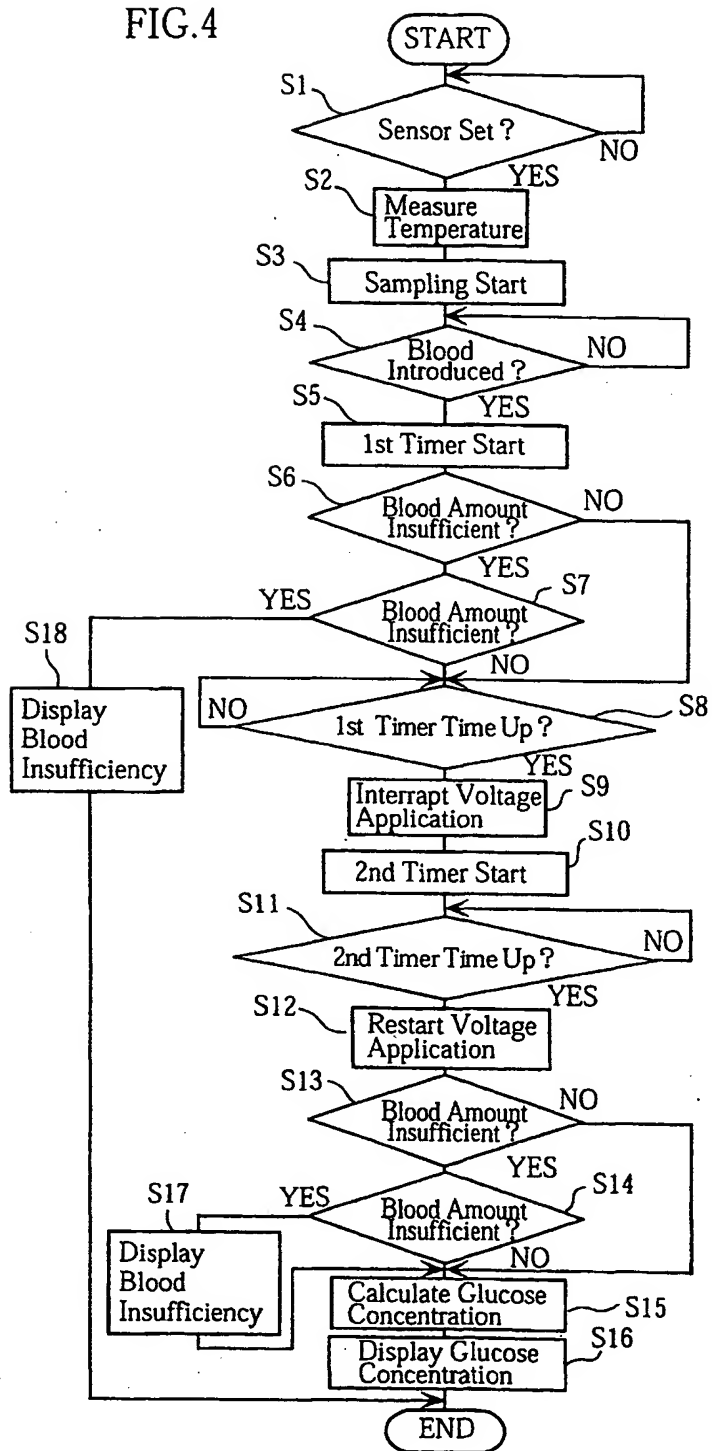 FIG.4
START
S1
Sensor Set ?
NO
YES
S2
Measure
Temperature
S3
Sampling Start
S4
Blood
Introduced ?
NO
YES
S5
1st Timer Start
S6
Blood Amount
Insufficient ?
NO
YES
S7
YES
Blood Amount
Insufficient ?
NO
S18
Display
Blood
Insufficiency
S8
NO
1st Timer Time Up ?
YES
S9
Interrapt Voltage
Application
S10
2nd Timer Start
S11
NO
2nd Timer Time Up ?
YES
S12
Restart Voltage
Application
S13
NO
Blood Amount
Insufficient ?
YES
S14
YES
Blood Amount
Insufficient ?
NO
S17
Display
Blood
Insufficiency
Calculate Glucose
Concentration
S15
S16
Display Glucose
Concentration
END